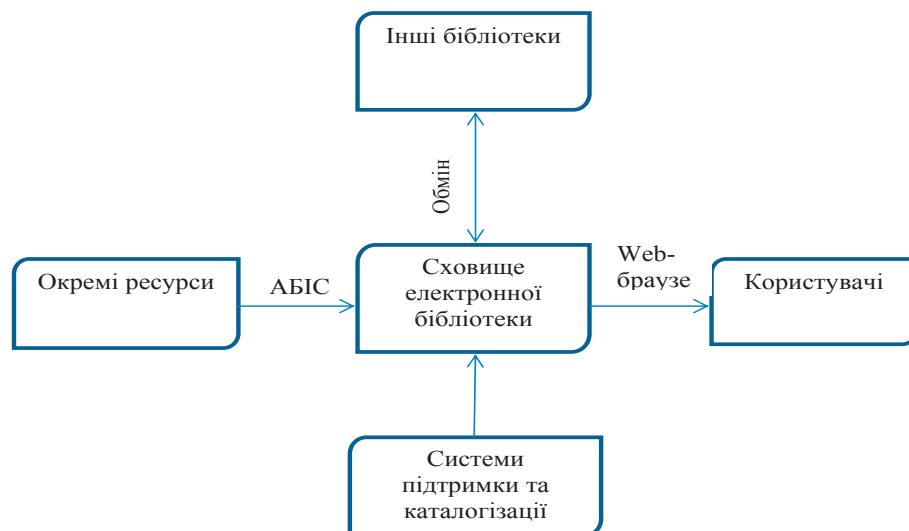 Інші бібліотеки
Обмін
Окремі ресурси
АБІС
Сховище
електронної
бібліотеки
Web-
браузе
Користувачі
Системи
підтримки та
каталогізації